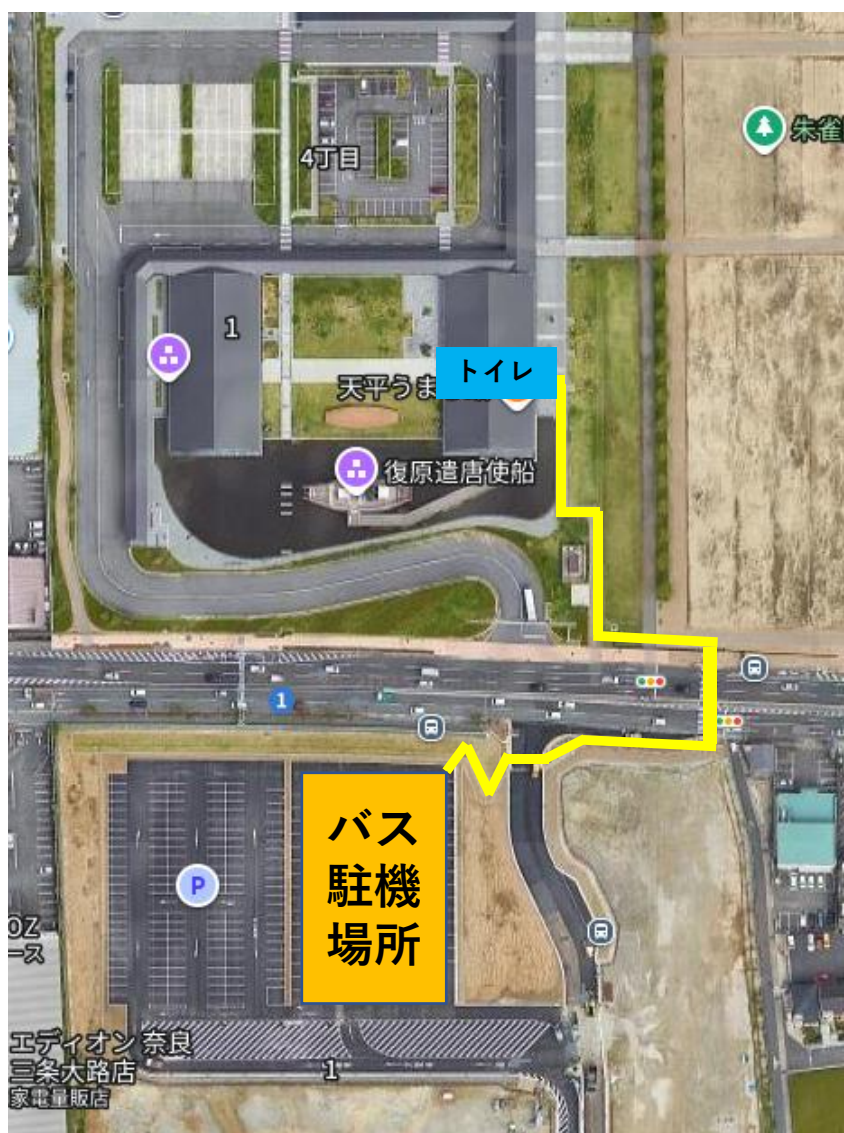 朱雀
4丁目
1
トイレ
天平うま
復原遣唐使船
1
バス
駐機
場所
P
OZ
ース
エディオン 奈良
三条大路店
家電量販店
1